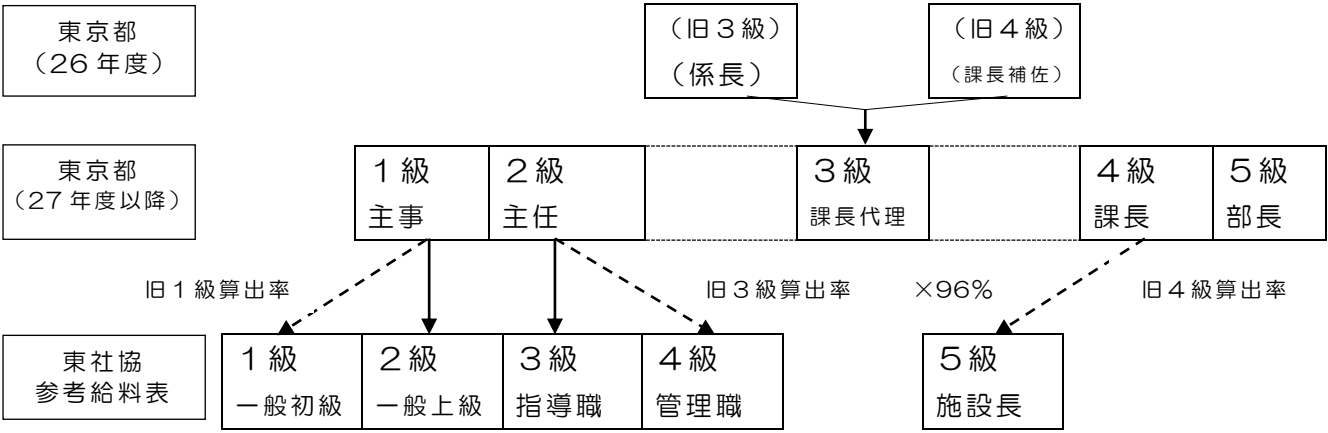 東京都
（26年度）
（旧３級）
（係長）
（旧４級）
（課長補佐）
東京都
（27年度以降）
１級
主事
２級
主任
３級
課長代理
４級
課長
５級
部長
旧１級算出率
旧３級算出率
×96%
旧４級算出率
東社協
参考給料表
１級
一般初級
２級
一般上級
３級
指導職
４級
管理職
５級
施設長